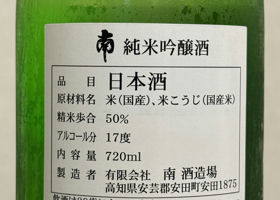 南 純米吟醸酒
品目 日本酒
原材料名 米(国産)、米こうじ(国産米)
精米歩合 50%
アルコール分 17度
内容量 720ml
製造者 有限会社 南 酒造場
高知県安芸郡安田町安田1875